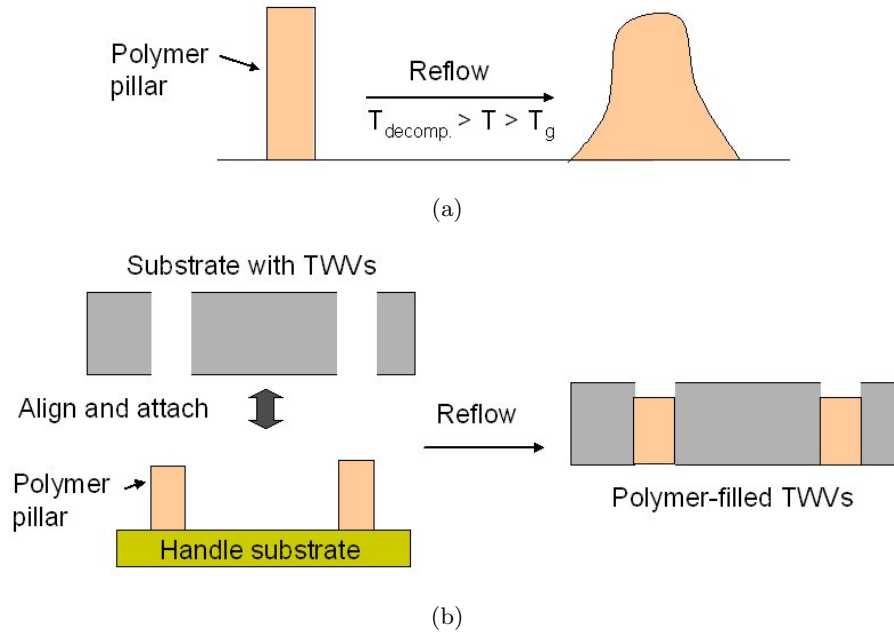 Polymer
pillar
Reflow
T_decomp. > T > T_g
(a)
Substrate with TWVs
Align and attach
Reflow
Polymer
pillar
Handle substrate
Polymer-filled TWVs
(b)